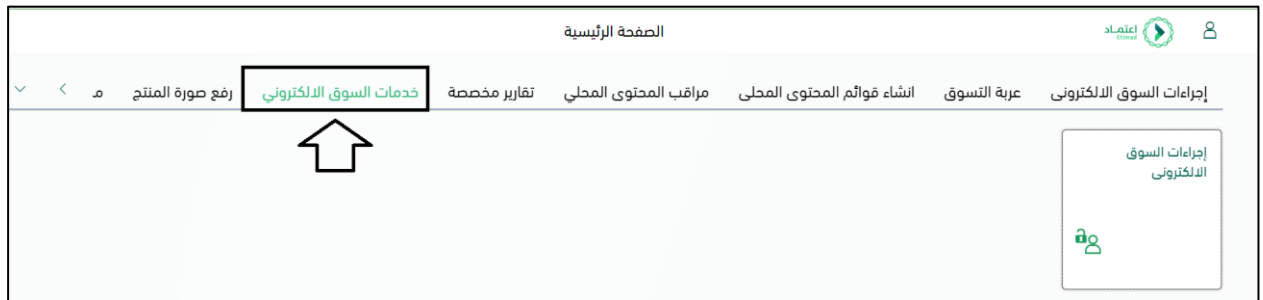 الصفحة الرئيسية
اعتماد
Etimad
إجراءات السوق الالكترونى عربة التسوق انشاء قوائم المحتوى المحلى مراقب المحتوى المحلي تقارير مخصصة خدمات السوق الالكتروني رفع صورة المنتج مـ
إجراءات السوق
الالكترونى